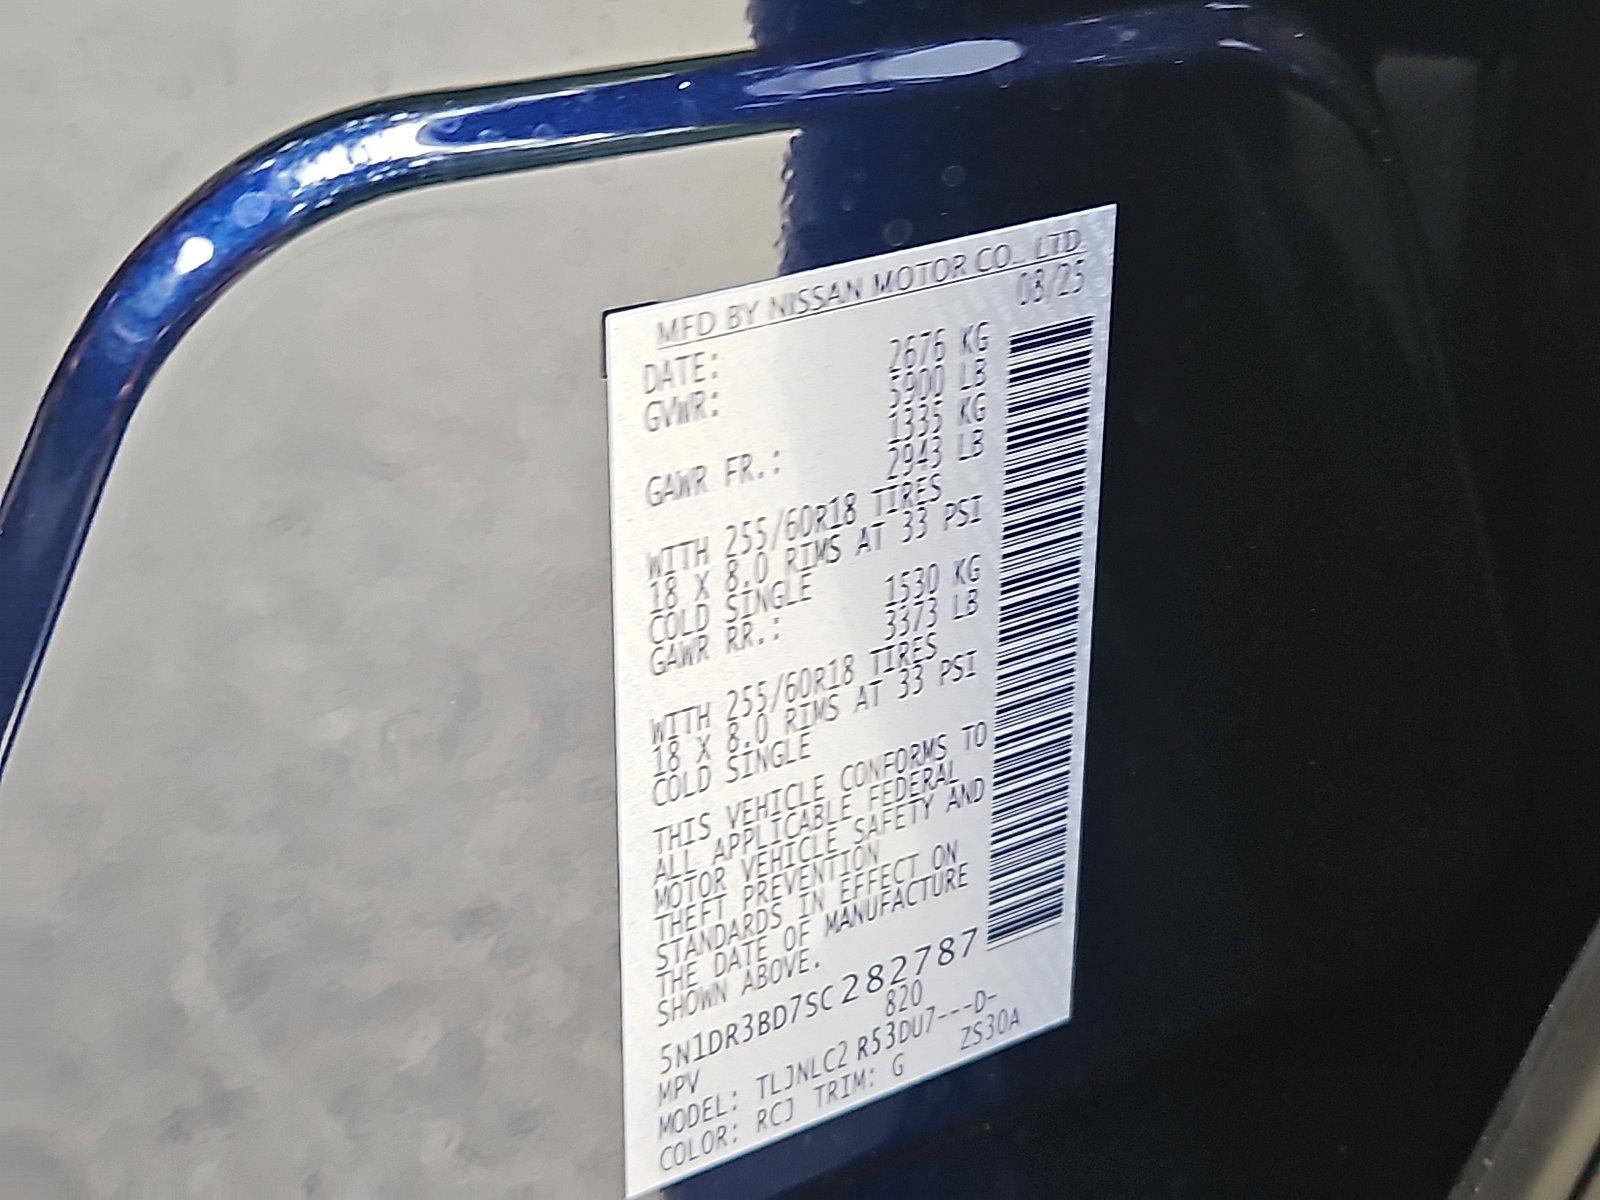 MFD BY NISSAN MOTOR CO., LTD.
DATE: 08/25
GVWR: 2676 KG
5900 LB
GAWR FR.: 1335 KG
2943 LB
WITH 255/60R18 TIRES
18 X 8.0 RIMS AT 33 PSI
COLD SINGLE
GAWR RR.: 1530 KG
3373 LB
WITH 255/60R18 TIRES
18 X 8.0 RIMS AT 33 PSI
COLD SINGLE
THIS VEHICLE CONFORMS TO
ALL APPLICABLE FEDERAL
MOTOR VEHICLE SAFETY AND
THEFT PREVENTION
STANDARDS IN EFFECT ON
THE DATE OF MANUFACTURE
SHOWN ABOVE.
5N1DR3BD7SC282787
MPV 820
MODEL: TLJNLC2 R53DU7---D-
COLOR: RCJ TRIM: G ZS30A